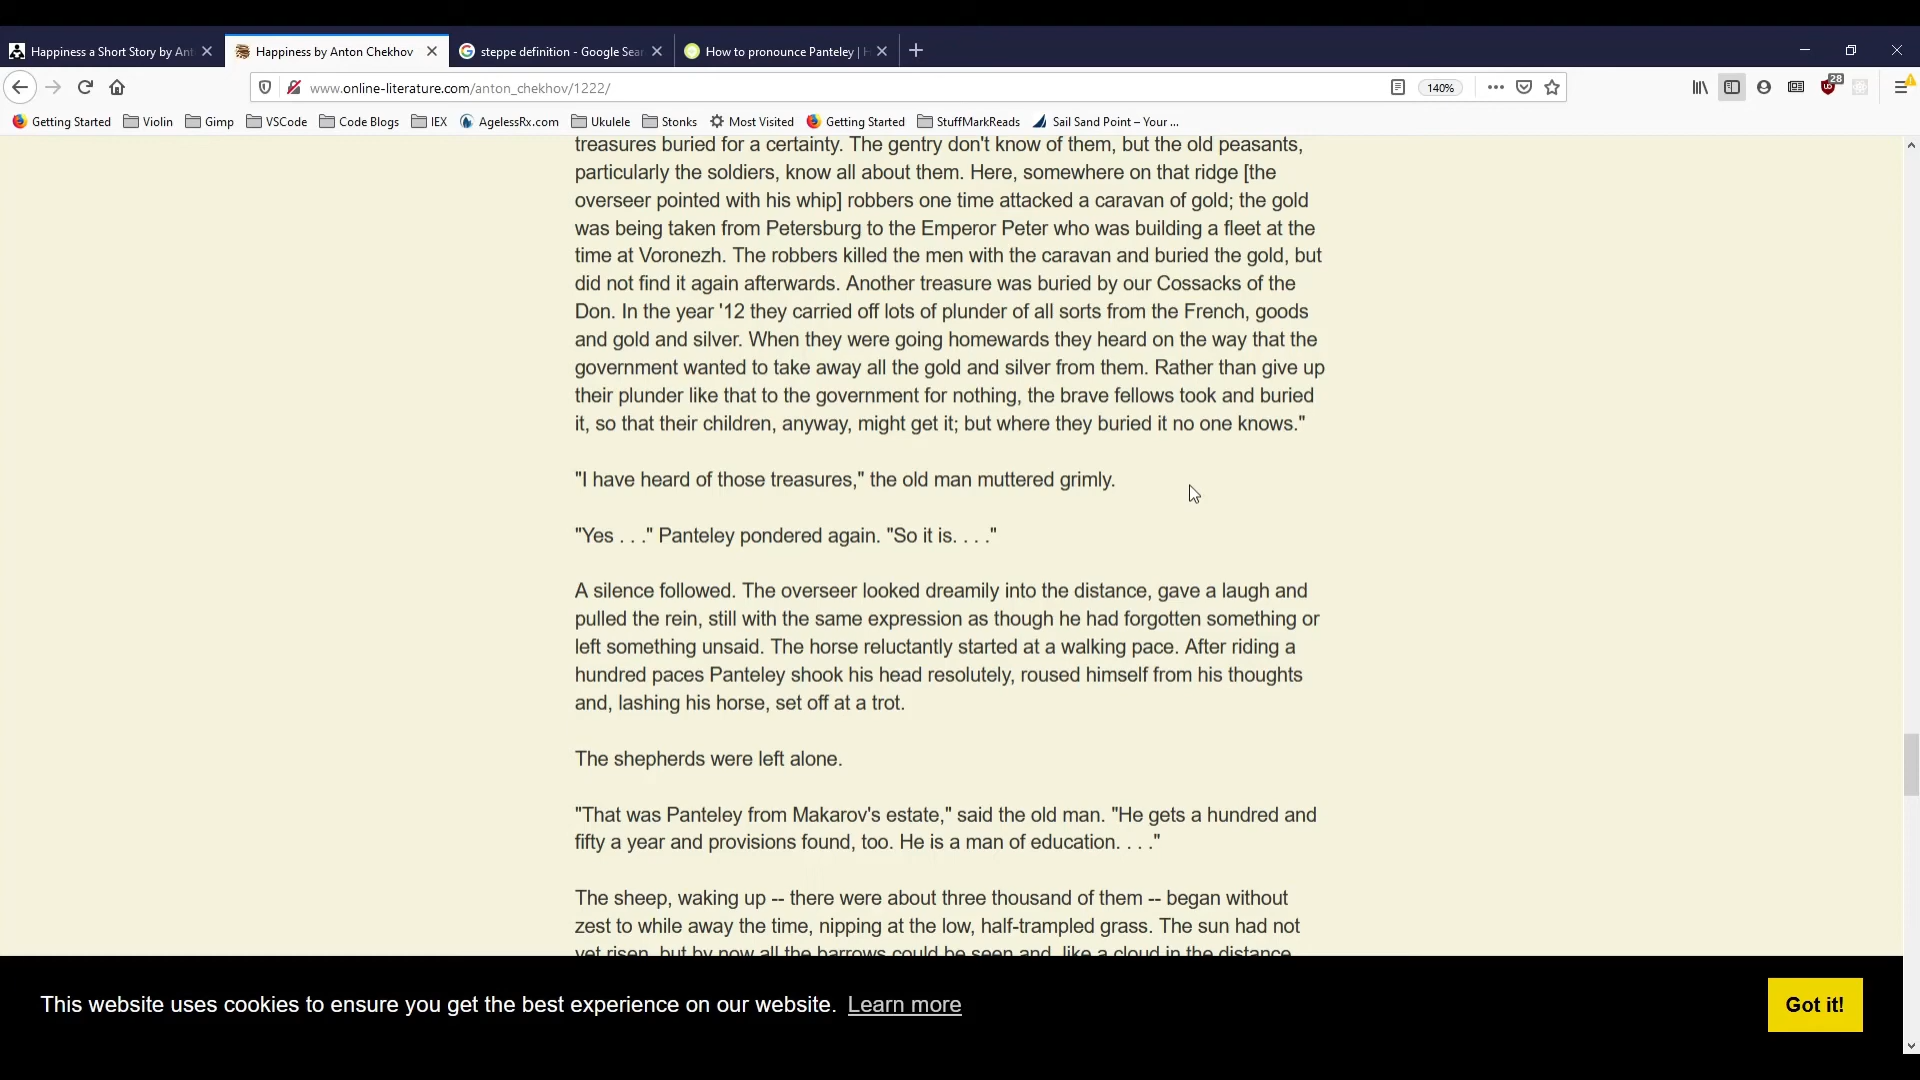 Happiness a Short Story by Ant
Happiness by Anton Chekhov
steppe definition - Google Sear
How to pronounce Panteley |
www.online-literature.com/anton_chekhov/1222/
140%
28
Getting Started
Violin
Gimp
VSCode
Code Blogs
IEX
AgelessRx.com
Ukulele
Stonks
Most Visited
Getting Started
StuffMarkReads
Sail Sand Point – Your ...
treasures buried for a certainty. The gentry don't know of them, but the old peasants,
particularly the soldiers, know all about them. Here, somewhere on that ridge [the
overseer pointed with his whip] robbers one time attacked a caravan of gold; the gold
was being taken from Petersburg to the Emperor Peter who was building a fleet at the
time at Voronezh. The robbers killed the men with the caravan and buried the gold, but
did not find it again afterwards. Another treasure was buried by our Cossacks of the
Don. In the year '12 they carried off lots of plunder of all sorts from the French, goods
and gold and silver. When they were going homewards they heard on the way that the
government wanted to take away all the gold and silver from them. Rather than give up
their plunder like that to the government for nothing, the brave fellows took and buried
it, so that their children, anyway, might get it; but where they buried it no one knows."
"I have heard of those treasures," the old man muttered grimly.
"Yes . . ." Panteley pondered again. "So it is. . . ."
A silence followed. The overseer looked dreamily into the distance, gave a laugh and
pulled the rein, still with the same expression as though he had forgotten something or
left something unsaid. The horse reluctantly started at a walking pace. After riding a
hundred paces Panteley shook his head resolutely, roused himself from his thoughts
and, lashing his horse, set off at a trot.
The shepherds were left alone.
"That was Panteley from Makarov's estate," said the old man. "He gets a hundred and
fifty a year and provisions found, too. He is a man of education. . . ."
The sheep, waking up -- there were about three thousand of them -- began without
zest to while away the time, nipping at the low, half-trampled grass. The sun had not
yet risen, but by now all the barrows could be seen and, like a cloud in the distance,
This website uses cookies to ensure you get the best experience on our website. Learn more
Got it!